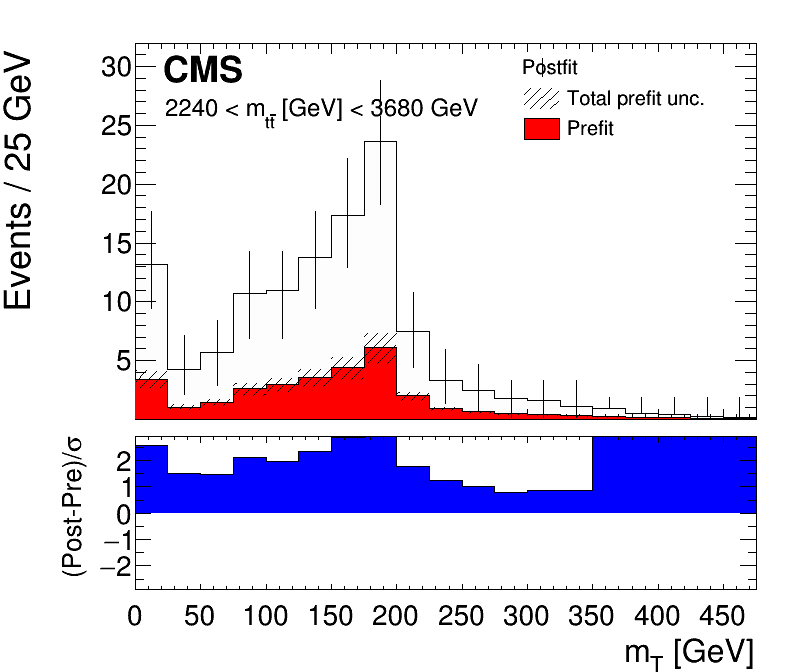 CMS
2240 < m_tt̄ [GeV] < 3680 GeV
Postfit
Total prefit unc.
Prefit
Events / 25 GeV
30
25
20
15
10
5
(Post-Pre)/σ
2
1
0
−1
−2
0 50 100 150 200 250 300 350 400 450
m_T [GeV]